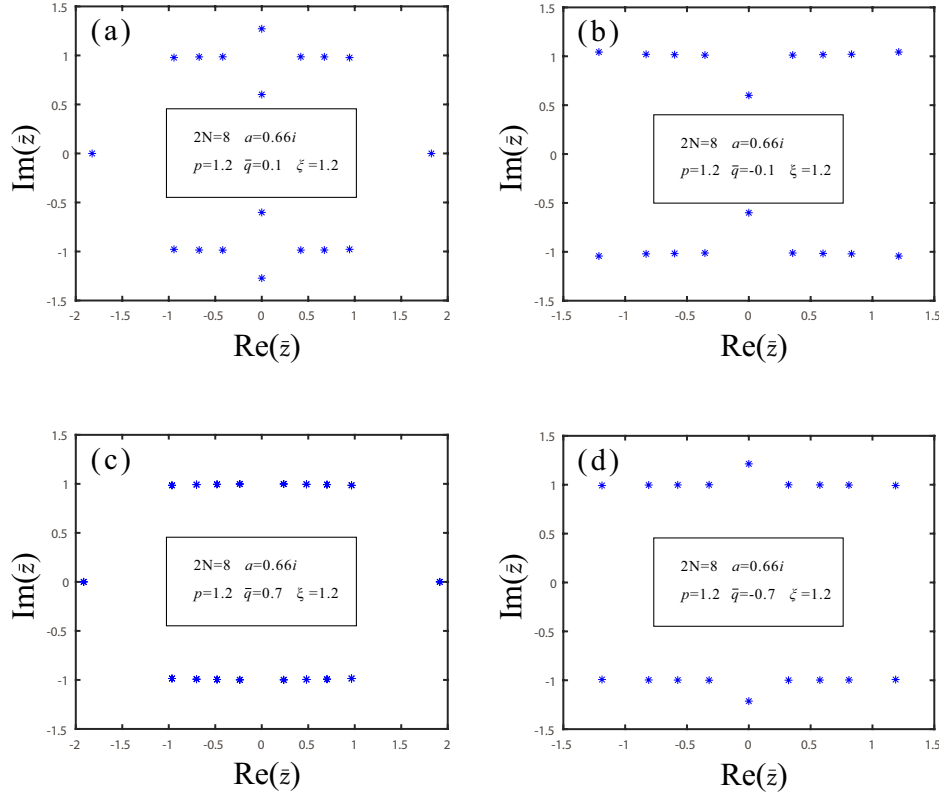 (a)
1.5
1
0.5
0
-0.5
-1
-1.5
Im(z̄)
2N=8 a=0.66i
p=1.2 q̄=0.1 ξ=1.2
-2 -1.5 -1 -0.5 0 0.5 1 1.5 2
Re(z̄)
(b)
1.5
1
0.5
0
-0.5
-1
-1.5
Im(z̄)
2N=8 a=0.66i
p=1.2 q̄=-0.1 ξ=1.2
-1.5 -1 -0.5 0 0.5 1 1.5
Re(z̄)
(c)
1.5
1
0.5
0
-0.5
-1
-1.5
Im(z̄)
2N=8 a=0.66i
p=1.2 q̄=0.7 ξ=1.2
-2 -1.5 -1 -0.5 0 0.5 1 1.5 2
Re(z̄)
(d)
1.5
1
0.5
0
-0.5
-1
-1.5
Im(z̄)
2N=8 a=0.66i
p=1.2 q̄=-0.7 ξ=1.2
-1.5 -1 -0.5 0 0.5 1 1.5
Re(z̄)